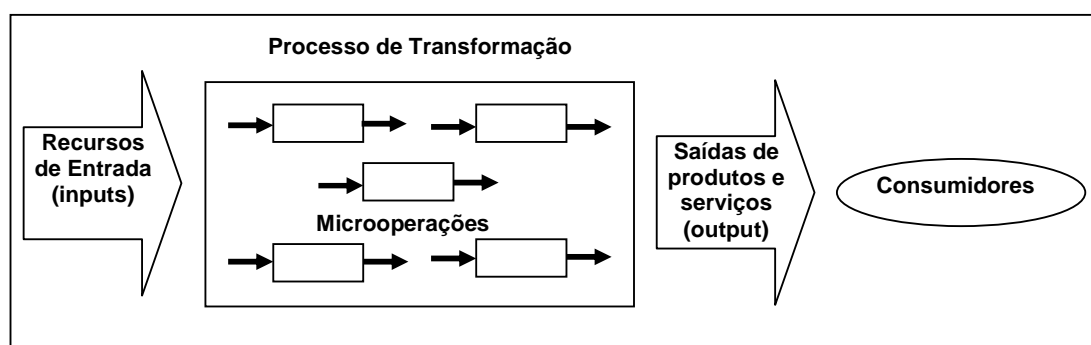 Processo de Transformação
Recursos
de Entrada
(inputs)
Microoperações
Saídas de
produtos e
serviços
(output)
Consumidores